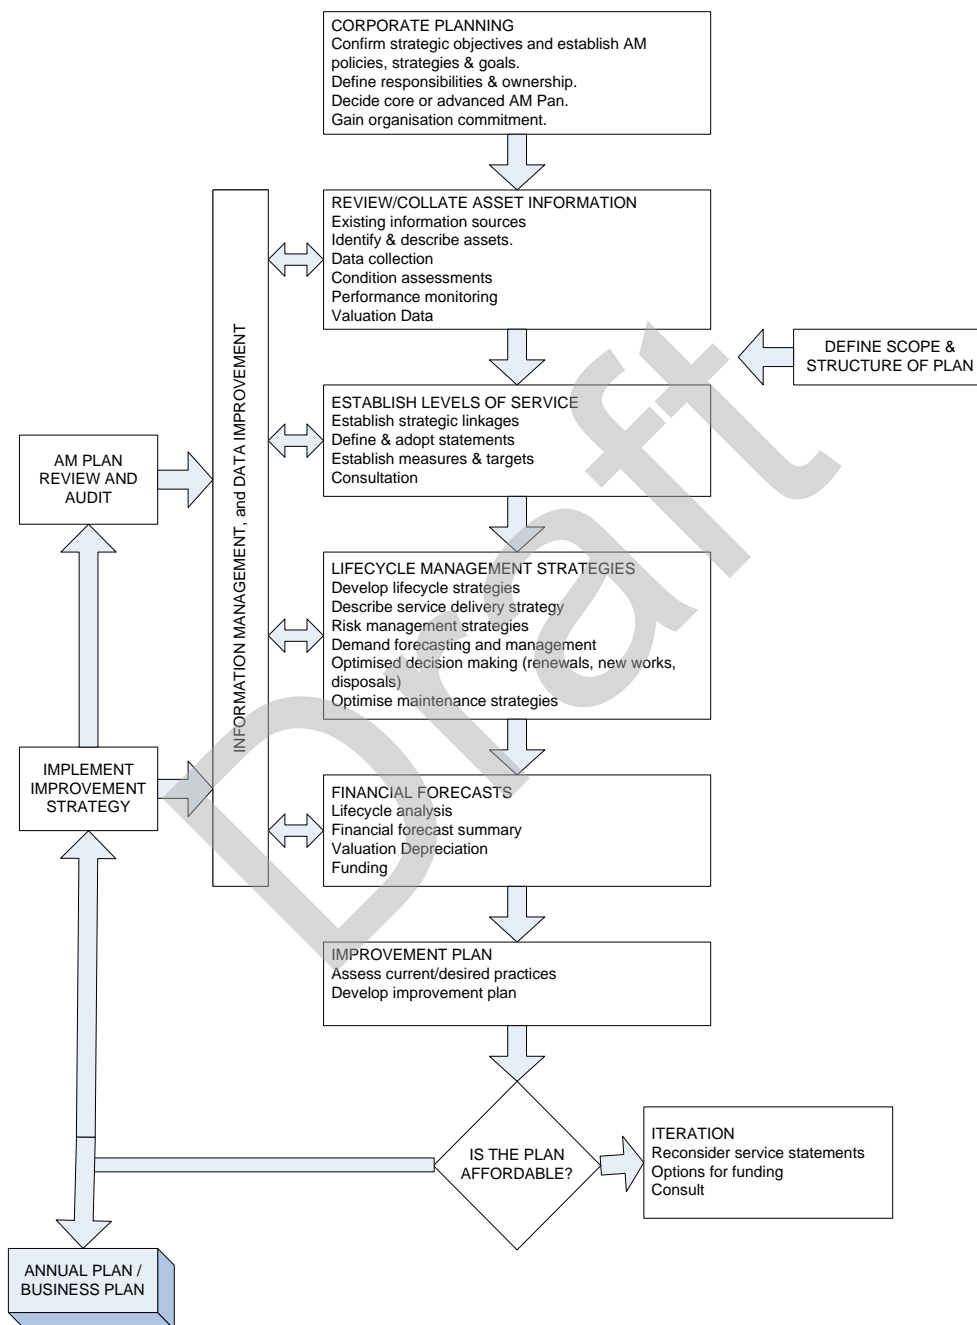 CORPORATE PLANNING
Confirm strategic objectives and establish AM
policies, strategies & goals.
Define responsibilities & ownership.
Decide core or advanced AM Pan.
Gain organisation commitment.
REVIEW/COLLATE ASSET INFORMATION
Existing information sources
Identify & describe assets.
Data collection
Condition assessments
Performance monitoring
Valuation Data
DEFINE SCOPE &
STRUCTURE OF PLAN
ESTABLISH LEVELS OF SERVICE
Establish strategic linkages
Define & adopt statements
Establish measures & targets
Consultation
AM PLAN
REVIEW AND
AUDIT
INFORMATION MANAGEMENT, and DATA IMPROVEMENT
LIFECYCLE MANAGEMENT STRATEGIES
Develop lifecycle strategies
Describe service delivery strategy
Risk management strategies
Demand forecasting and management
Optimised decision making (renewals, new works,
disposals)
Optimise maintenance strategies
IMPLEMENT
IMPROVEMENT
STRATEGY
FINANCIAL FORECASTS
Lifecycle analysis
Financial forecast summary
Valuation Depreciation
Funding
IMPROVEMENT PLAN
Assess current/desired practices
Develop improvement plan
IS THE PLAN
AFFORDABLE?
ITERATION
Reconsider service statements
Options for funding
Consult
ANNUAL PLAN /
BUSINESS PLAN
Draft